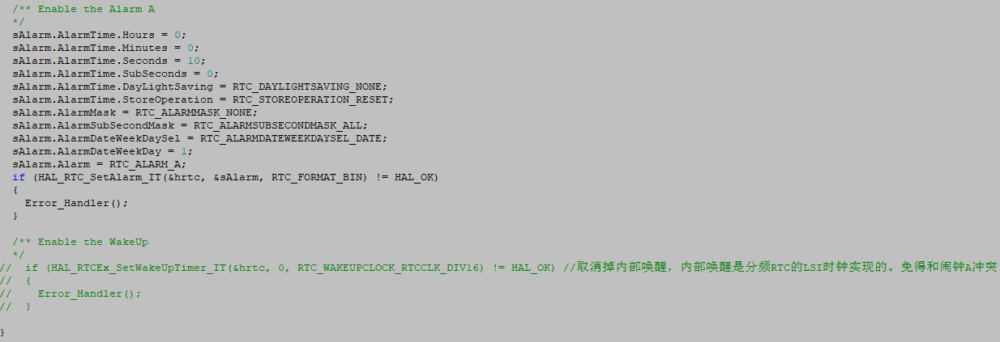 /** Enable the Alarm A
*/
sAlarm.AlarmTime.Hours = 0;
sAlarm.AlarmTime.Minutes = 0;
sAlarm.AlarmTime.Seconds = 10;
sAlarm.AlarmTime.SubSeconds = 0;
sAlarm.AlarmTime.DayLightSaving = RTC_DAYLIGHTSAVING_NONE;
sAlarm.AlarmTime.StoreOperation = RTC_STOREOPERATION_RESET;
sAlarm.AlarmMask = RTC_ALARMMASK_NONE;
sAlarm.AlarmSubSecondMask = RTC_ALARMSUBSECONDMASK_ALL;
sAlarm.AlarmDateWeekDaySel = RTC_ALARMDATEWEEKDAYSEL_DATE;
sAlarm.AlarmDateWeekDay = 1;
sAlarm.Alarm = RTC_ALARM_A;
if (HAL_RTC_SetAlarm_IT(&hrtc, &sAlarm, RTC_FORMAT_BIN) != HAL_OK)
{
Error_Handler();
}
/** Enable the WakeUp
*/
// if (HAL_RTCEx_SetWakeUpTimer_IT(&hrtc, 0, RTC_WAKEUPCLOCK_RTCCLK_DIV16) != HAL_OK) //取消掉内部唤醒，内部唤醒是分频RTC的LSI时钟实现的。免得和闹钟A冲突
// {
// Error_Handler();
// }
}